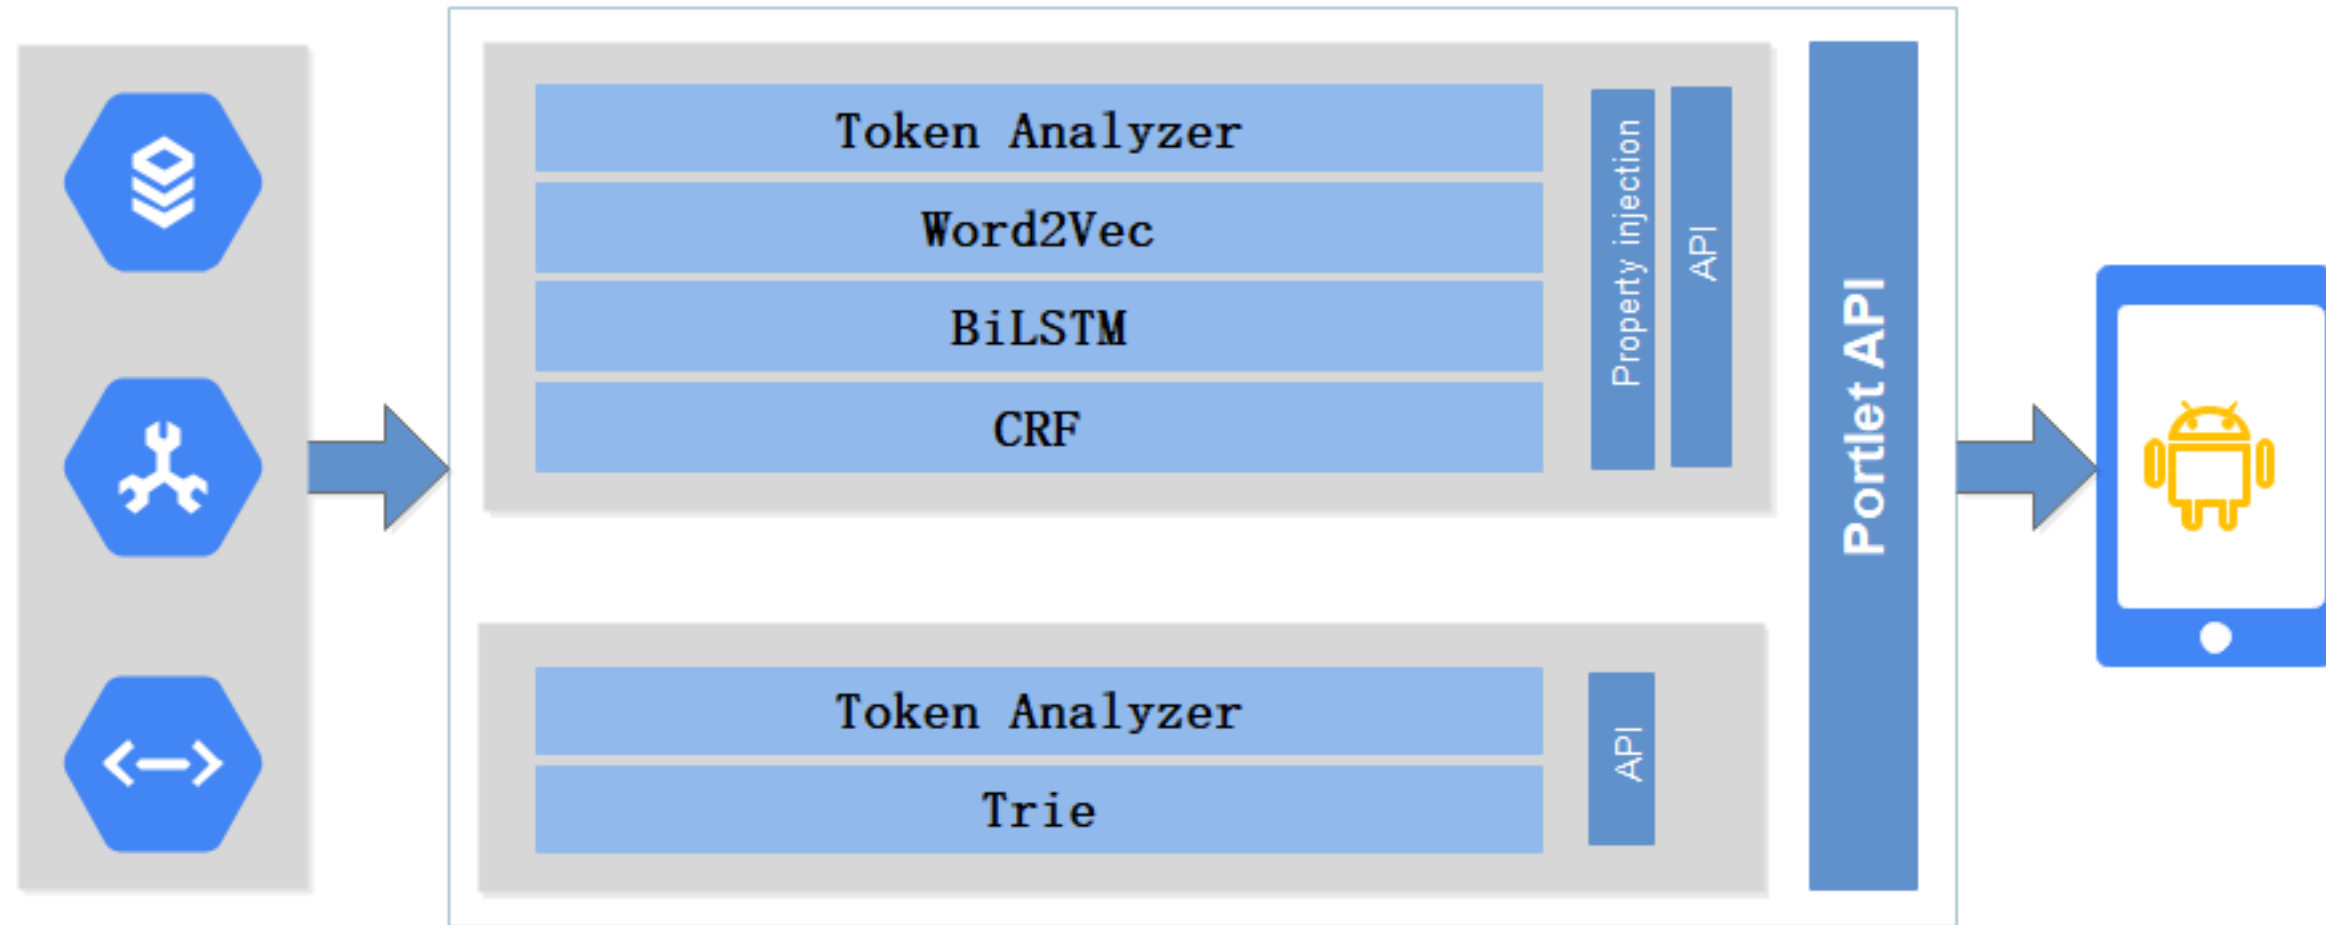 Token Analyzer
Word2Vec
BiLSTM
CRF
Property injection
API
Portlet API
Token Analyzer
Trie
API